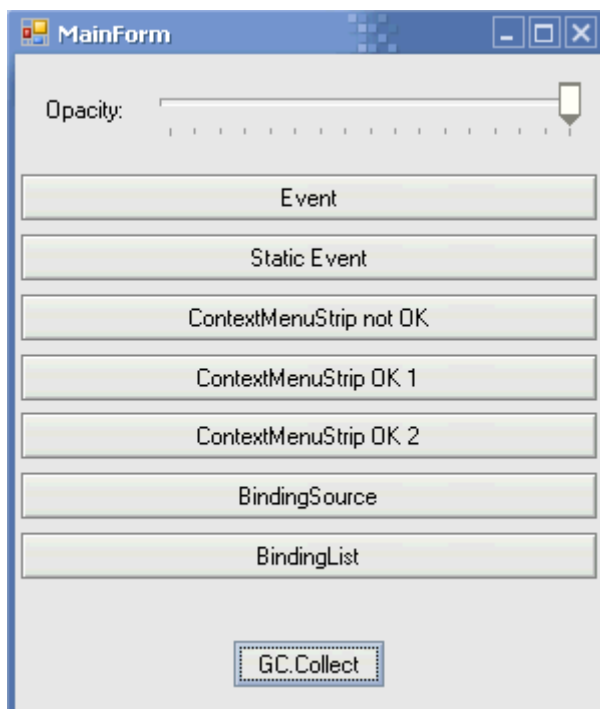 MainForm
Opacity:
Event
Static Event
ContextMenuStrip not OK
ContextMenuStrip OK 1
ContextMenuStrip OK 2
BindingSource
BindingList
GC.Collect